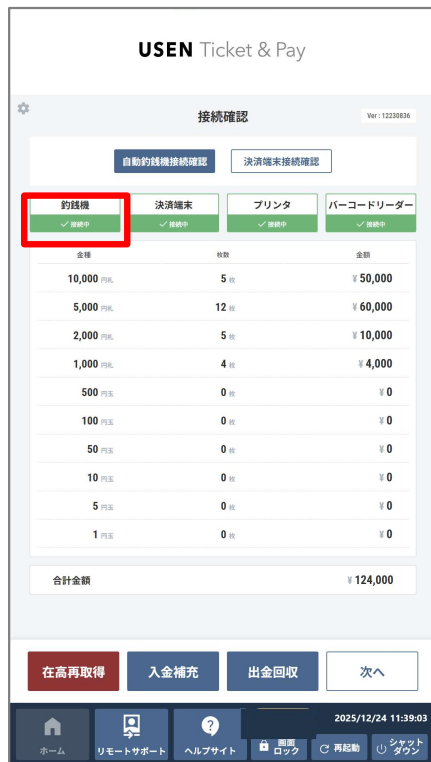 USEN Ticket & Pay
接続確認
Ver : 12230836
自動釣銭機接続確認
決済端末接続確認
釣銭機 決済端末 プリンタ バーコードリーダー
✓ 接続中 ✓ 接続中 ✓ 接続中 ✓ 接続中
金種 枚数 金額
10,000 円札 5 枚 ¥ 50,000
5,000 円札 12 枚 ¥ 60,000
2,000 円札 5 枚 ¥ 10,000
1,000 円札 4 枚 ¥ 4,000
500 円玉 0 枚 ¥ 0
100 円玉 0 枚 ¥ 0
50 円玉 0 枚 ¥ 0
10 円玉 0 枚 ¥ 0
5 円玉 0 枚 ¥ 0
1 円玉 0 枚 ¥ 0
合計金額 ¥ 124,000
在高再取得 入金補充 出金回収 次へ
2025/12/24 11:39:03
ホーム リモートサポート ヘルプサイト 画面ロック 再起動 シャットダウン